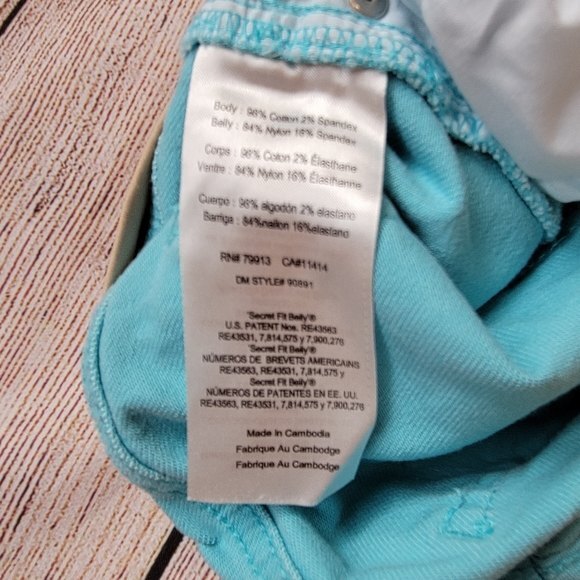 Body : 98% Cotton 2% Spandex
Belly : 84% Nylon 16% Spandex
Corps : 98% Coton 2% Élasthane
Ventre : 84% Nylon 16% Élasthanne
Cuerpo : 98% algodón 2% elastano
Barriga : 84%nailon 16%elastano
RN# 79913 CA#11414
DM STYLE# 90891
'Secret Fit Belly'®
U.S. PATENT Nos. RE43563
RE43531, 7,814,575 y 7,900,276
'Secret Fit Belly'®
NÚMEROS DE BREVETS AMERICAINS
RE43563, RE43531, 7,814,575 y
Secret Fit Belly'®
NÚMEROS DE PATENTES EN EE. UU.
RE43563, RE43531, 7,814,575 y 7,900,276
Made In Cambodia
Fabrique Au Cambodge
Fabrique Au Cambodge